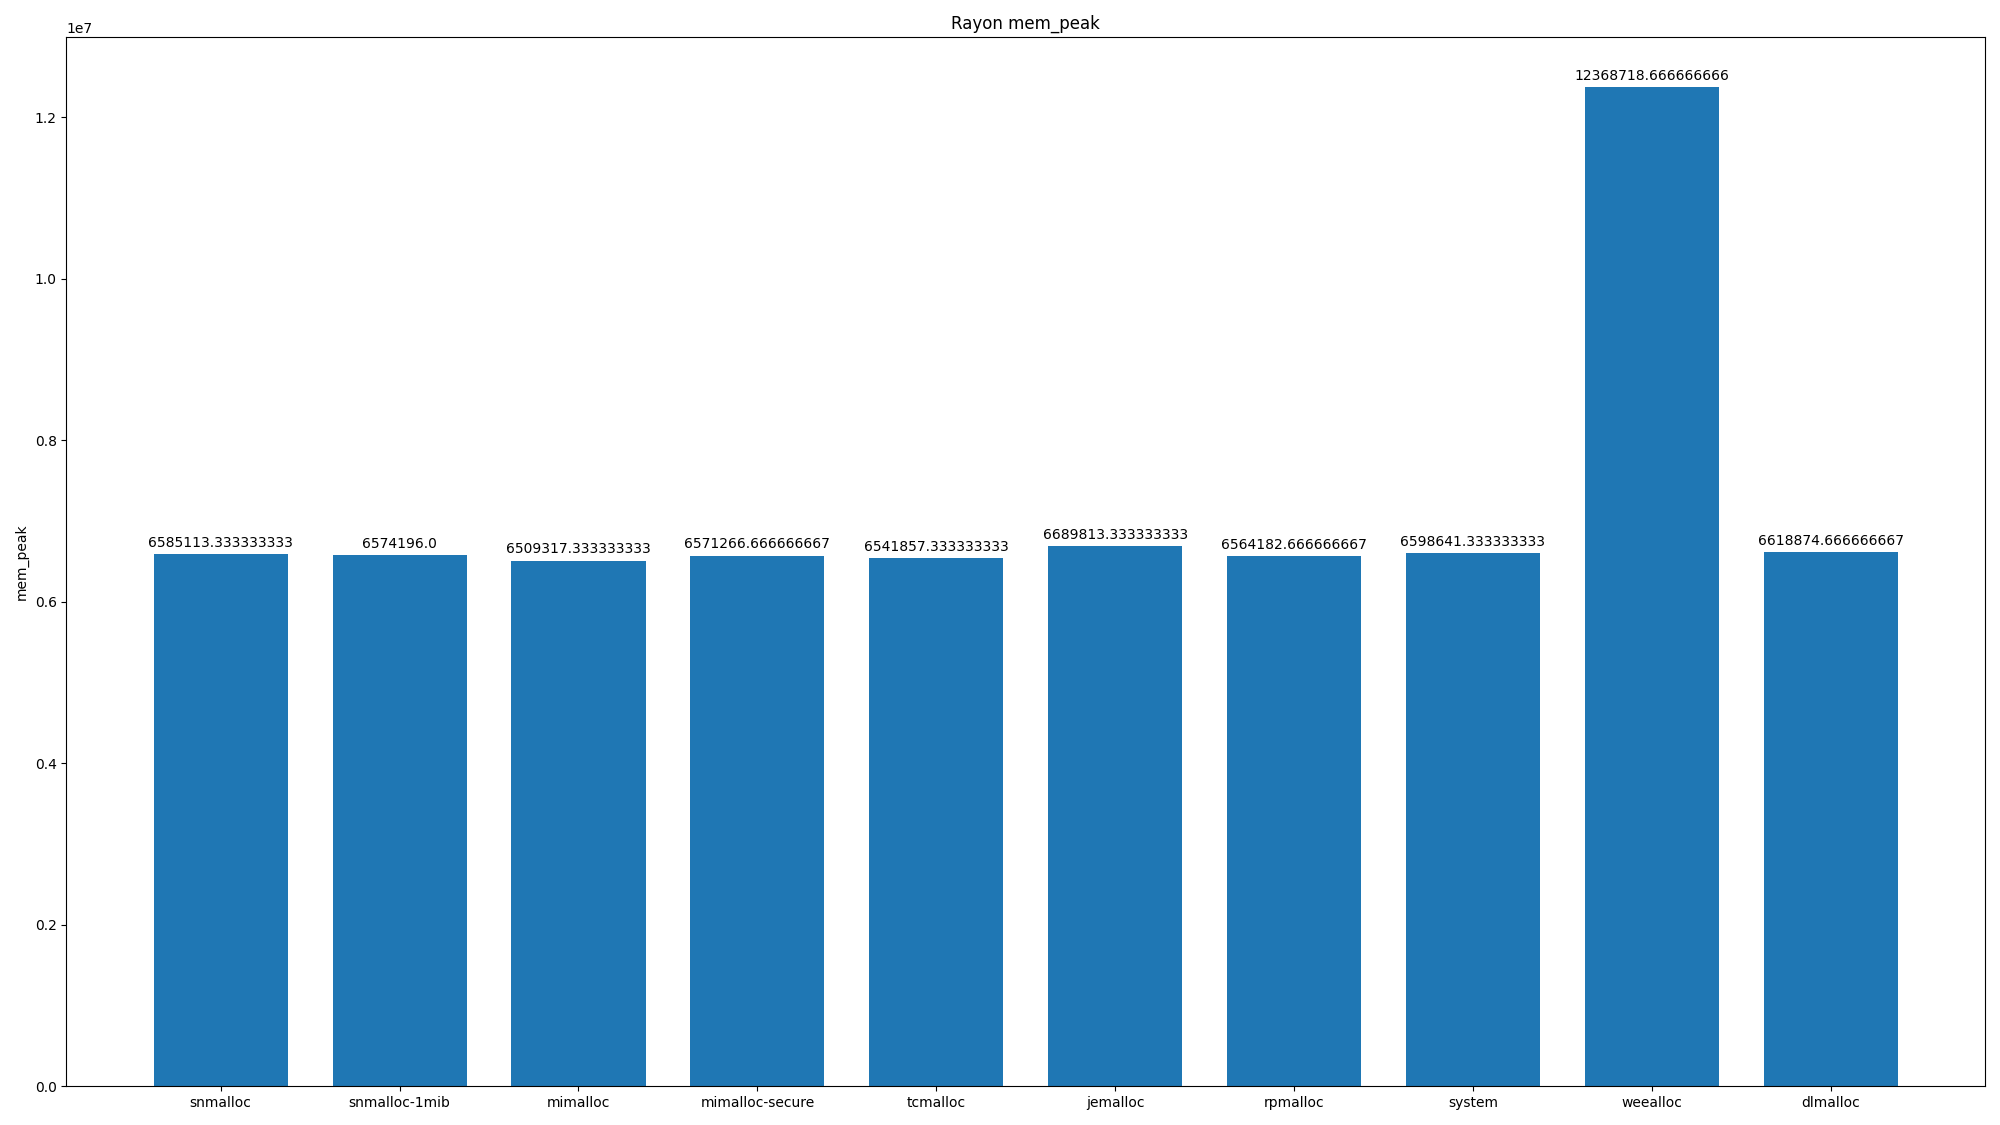 Rayon mem_peak
1e7
1.2
1.0
0.8
0.6
0.4
0.2
0.0
mem_peak
6585113.333333333
6574196.0
6509317.333333333
6571266.666666667
6541857.333333333
6689813.333333333
6564182.666666667
6598641.333333333
12368718.666666666
6618874.666666667
snmalloc
snmalloc-1mib
mimalloc
mimalloc-secure
tcmalloc
jemalloc
rpmalloc
system
weealloc
dlmalloc